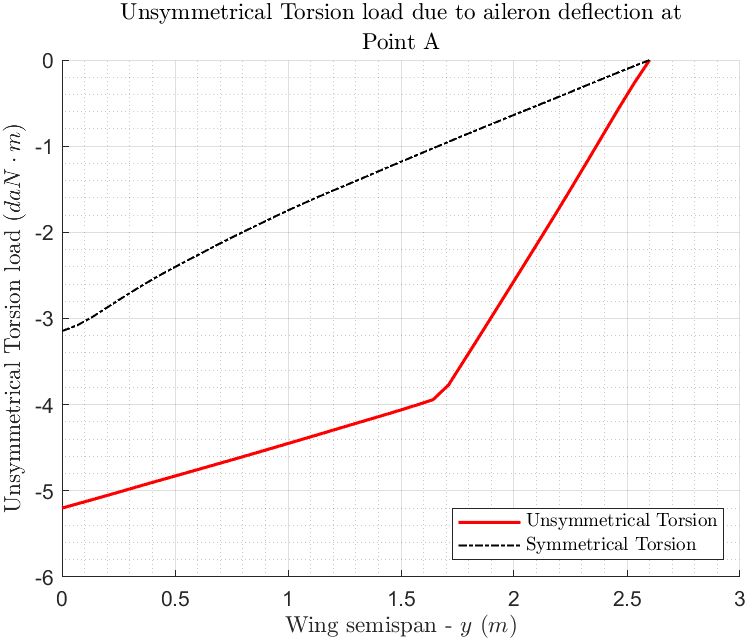 Unsymmetrical Torsion load due to aileron deflection at
Point A
Unsymmetrical Torsion load (daN · m)
0
-1
-2
-3
-4
-5
-6
0 0.5 1 1.5 2 2.5 3
Wing semispan - y (m)
Unsymmetrical Torsion
Symmetrical Torsion